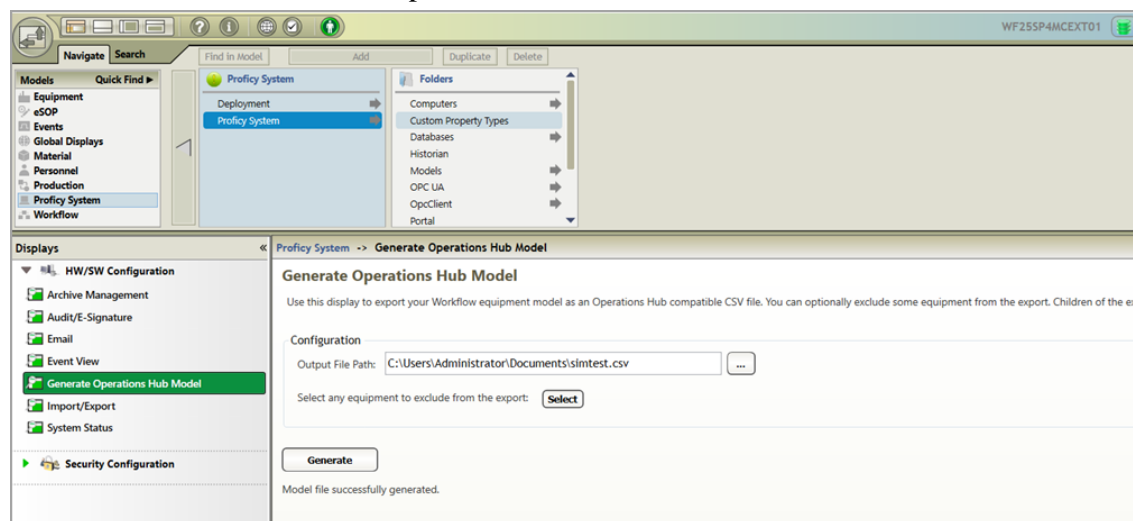 WF25SP4MCEXT01
Navigate Search
Find in Model Add Duplicate Delete
Models Quick Find
Equipment
eSOP
Events
Global Displays
Material
Personnel
Production
Proficy System
Workflow
Proficy System
Deployment
Proficy System
Folders
Computers
Custom Property Types
Databases
Historian
Models
OPC UA
OpcClient
Portal
Displays «
HW/SW Configuration
Archive Management
Audit/E-Signature
Email
Event View
Generate Operations Hub Model
Import/Export
System Status
Security Configuration
Proficy System -> Generate Operations Hub Model
Generate Operations Hub Model
Use this display to export your Workflow equipment model as an Operations Hub compatible CSV file. You can optionally exclude some equipment from the export. Children of the
Configuration
Output File Path: C:\Users\Administrator\Documents\simtest.csv ...
Select any equipment to exclude from the export: Select
Generate
Model file successfully generated.